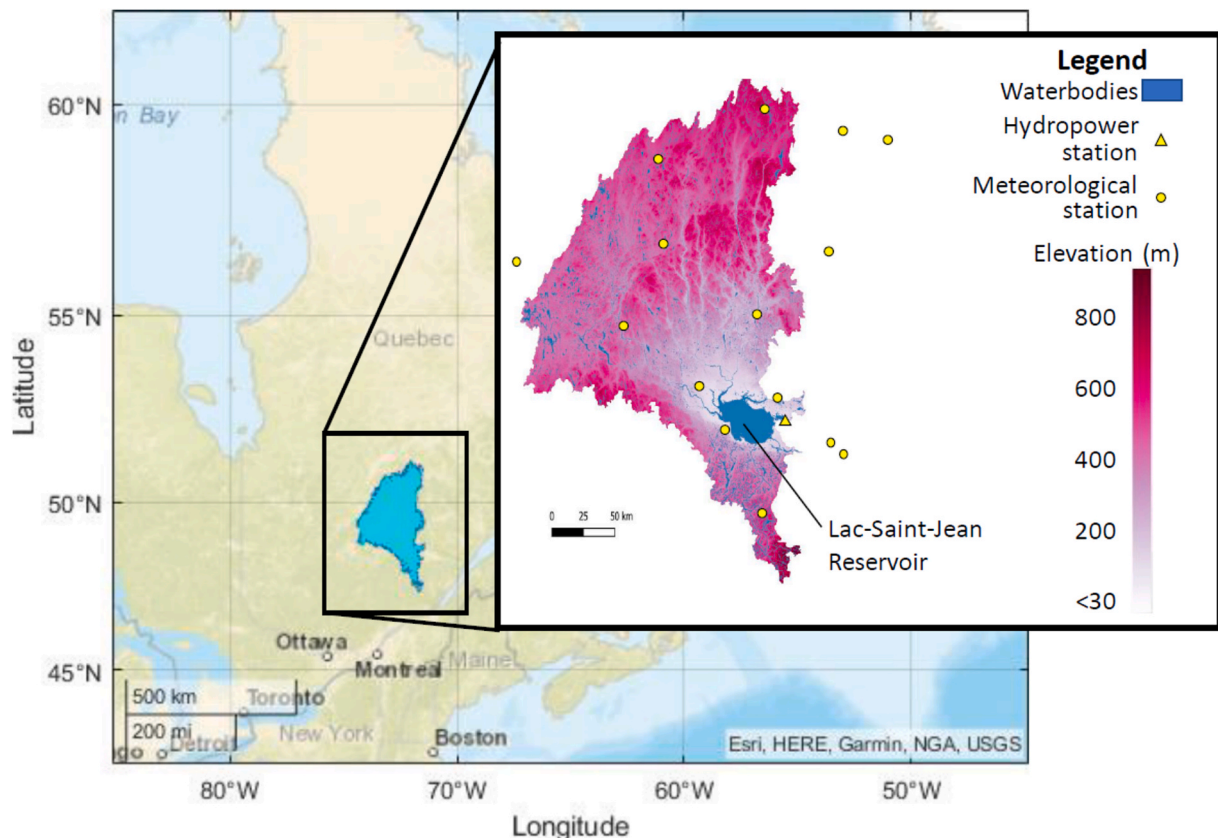 60°N
55°N
50°N
45°N
Latitude
80°W
70°W
60°W
50°W
Longitude
on Bay
Quebec
Ottawa
Montreal
Maine
Toronto
New York
Detroit
Boston
500 km
200 mi
Esri, HERE, Garmin, NGA, USGS
Legend
Waterbodies
Hydropower
station
Meteorological
station
Elevation (m)
800
600
400
200
<30
0 25 50 km
Lac-Saint-Jean
Reservoir